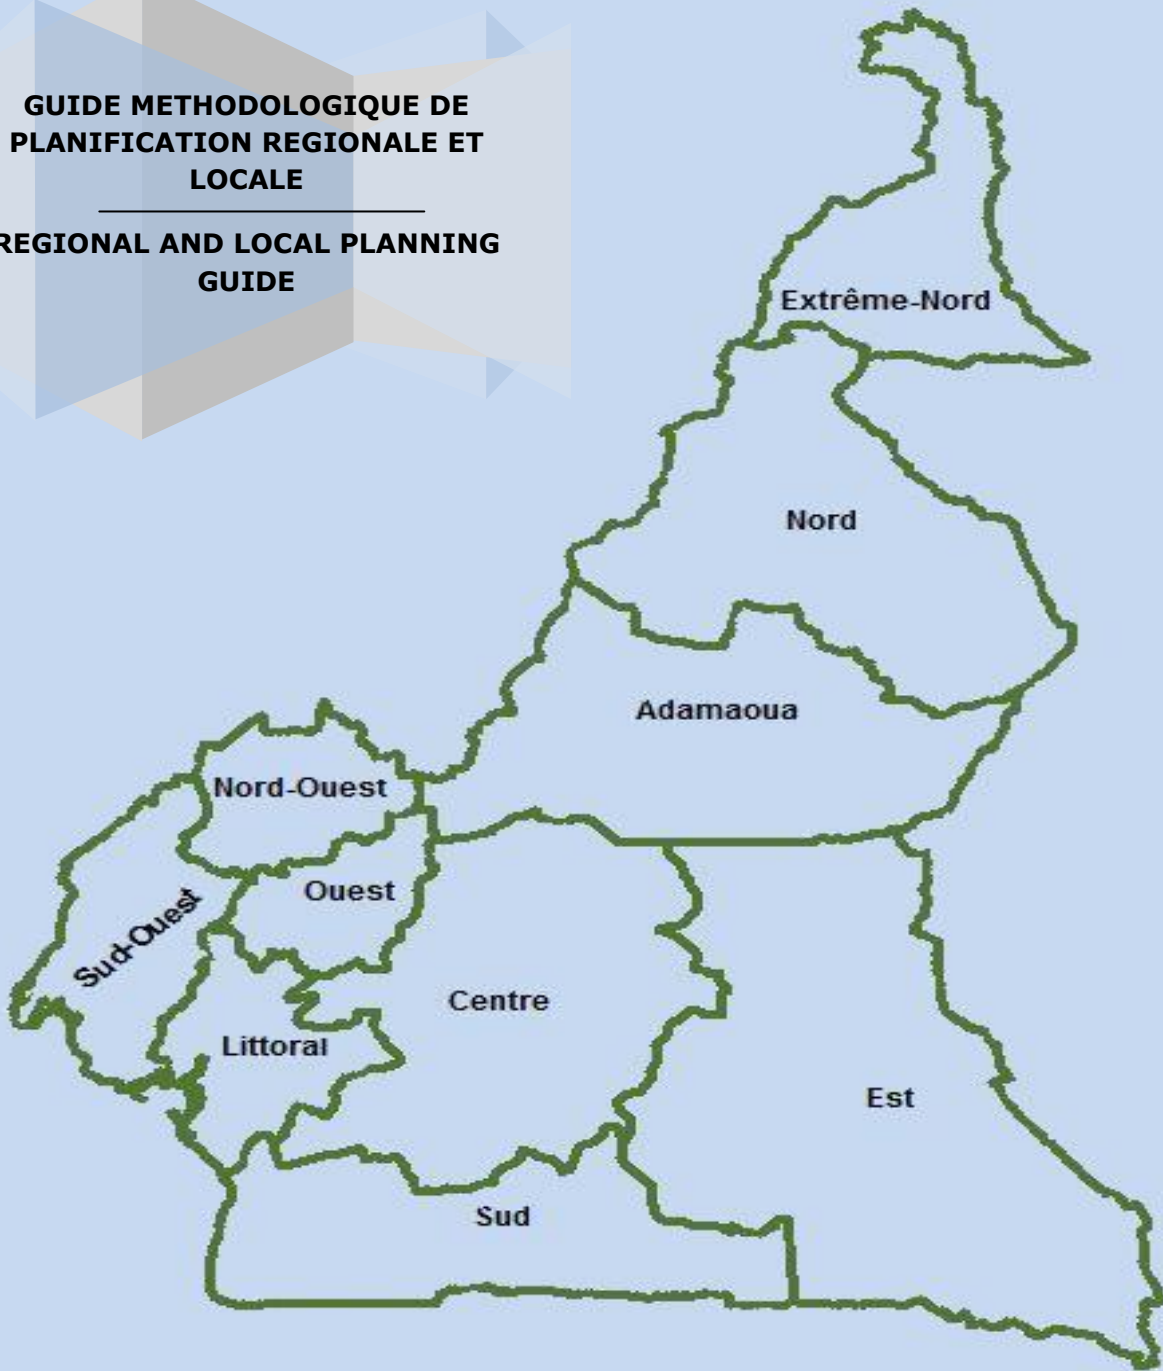 GUIDE METHODOLOGIQUE DE
PLANIFICATION REGIONALE ET
LOCALE
REGIONAL AND LOCAL PLANNING
GUIDE
Extrême-Nord
Nord
Adamaoua
Nord-Ouest
Ouest
Sud-Ouest
Centre
Littoral
Est
Sud